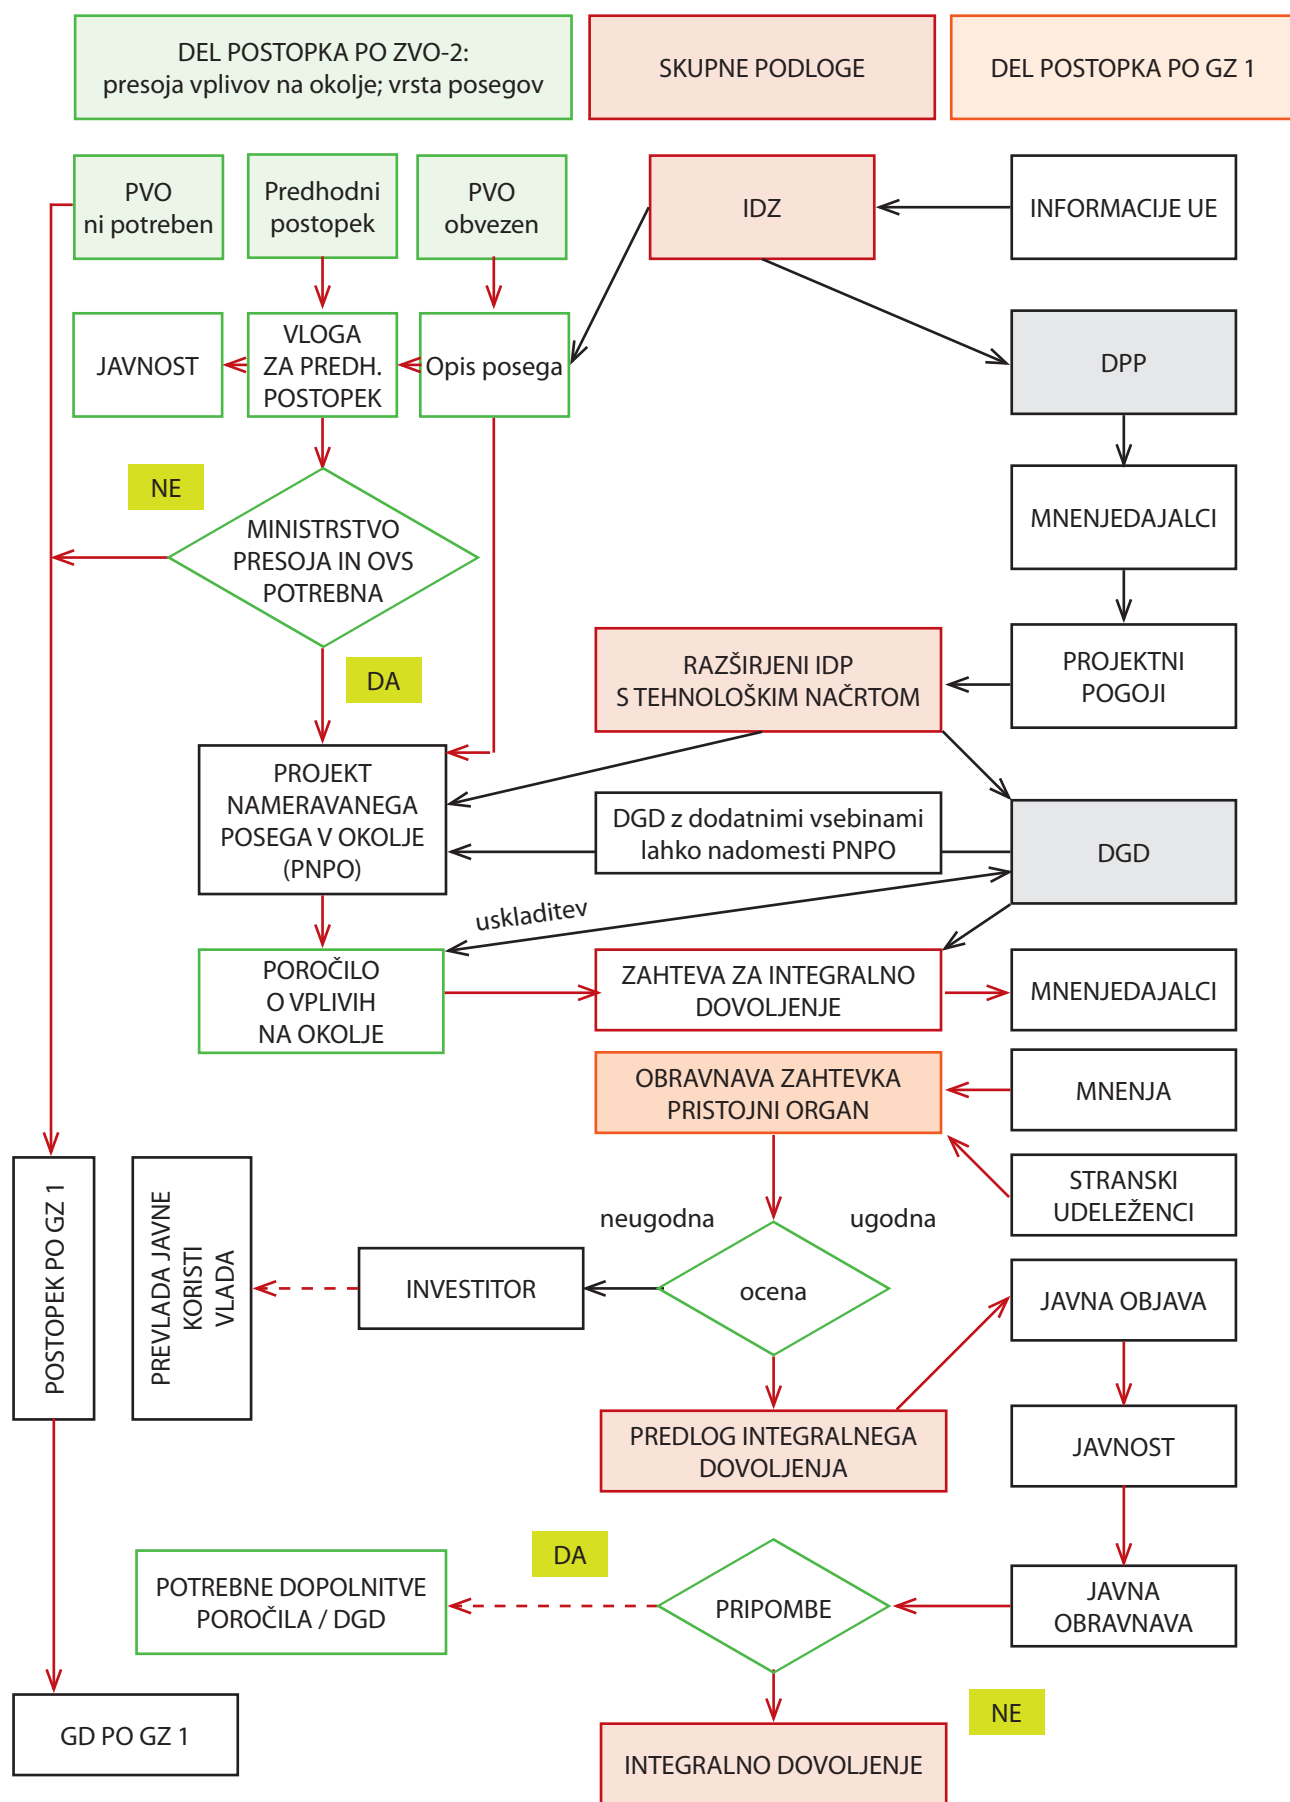 DEL POSTOPKA PO ZVO-2:
presoja vplivov na okolje; vrsta posegov
SKUPNE PODLOGE
DEL POSTOPKA PO GZ 1
PVO
ni potreben
Predhodni
postopek
PVO
obvezen
IDZ
INFORMACIJE UE
JAVNOST
VLOGA
ZA PREDH.
POSTOPEK
Opis posega
DPP
NE
MINISTRSTVO
PRESOJA IN OVS
POTREBNA
MNENJEDAJALCI
DA
RAZŠIRJENI IDP
S TEHNOLOŠKIM NAČRTOM
PROJEKTNI
POGOJI
PROJEKT
NAMERAVANEGA
POSEGA V OKOLJE
(PNPO)
DGD z dodatnimi vsebinami
lahko nadomesti PNPO
DGD
uskladitev
POROČILO
O VPLIVIH
NA OKOLJE
ZAHTEVA ZA INTEGRALNO
DOVOLJENJE
MNENJEDAJALCI
OBRAVNAVA ZAHTEVKA
PRISTOJNI ORGAN
MNENJA
STRANSKI
UDELEŽENCI
POSTOPEK PO GZ 1
PREVLADA JAVNE
KORISTI
VLADA
neugodna
ugodna
INVESTITOR
ocena
JAVNA OBJAVA
PREDLOG INTEGRALNEGA
DOVOLJENJA
JAVNOST
DA
POTREBNE DOPOLNITVE
POROČILA / DGD
PRIPOMBE
JAVNA
OBRAVNAVA
GD PO GZ 1
NE
INTEGRALNO DOVOLJENJE